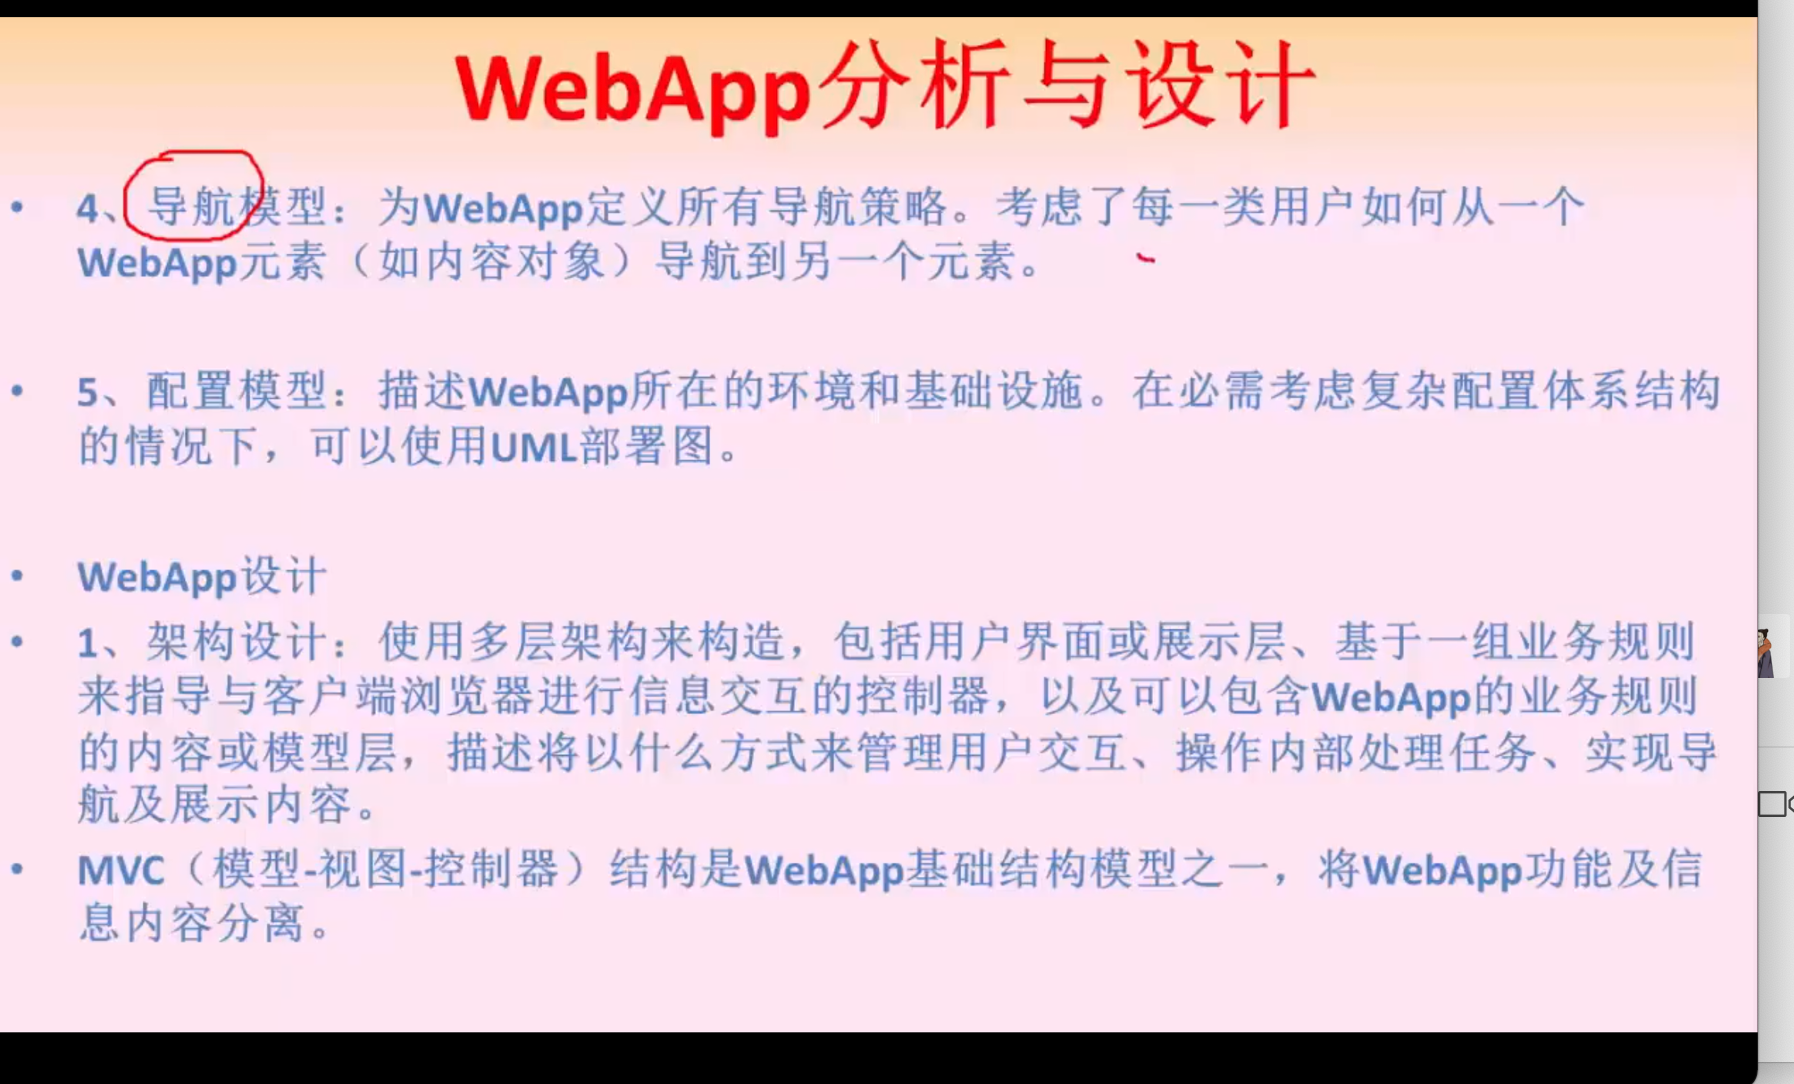 WebApp分析与设计
• 4、导航模型：为WebApp定义所有导航策略。考虑了每一类用户如何从一个
WebApp元素（如内容对象）导航到另一个元素。
• 5、配置模型：描述WebApp所在的环境和基础设施。在必需考虑复杂配置体系结构
的情况下，可以使用UML部署图。
• WebApp设计
• 1、架构设计：使用多层架构来构造，包括用户界面或展示层、基于一组业务规则
来指导与客户端浏览器进行信息交互的控制器，以及可以包含WebApp的业务规则
的内容或模型层，描述将以什么方式来管理用户交互、操作内部处理任务、实现导
航及展示内容。
• MVC（模型-视图-控制器）结构是WebApp基础结构模型之一，将WebApp功能及信
息内容分离。